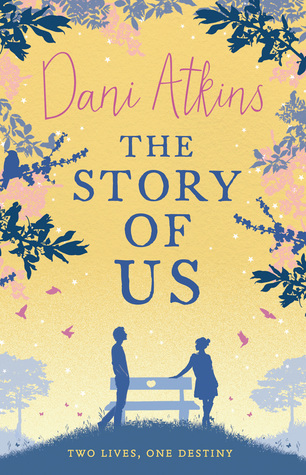 Dani Atkins
THE
STORY
OF
US
TWO LIVES, ONE DESTINY